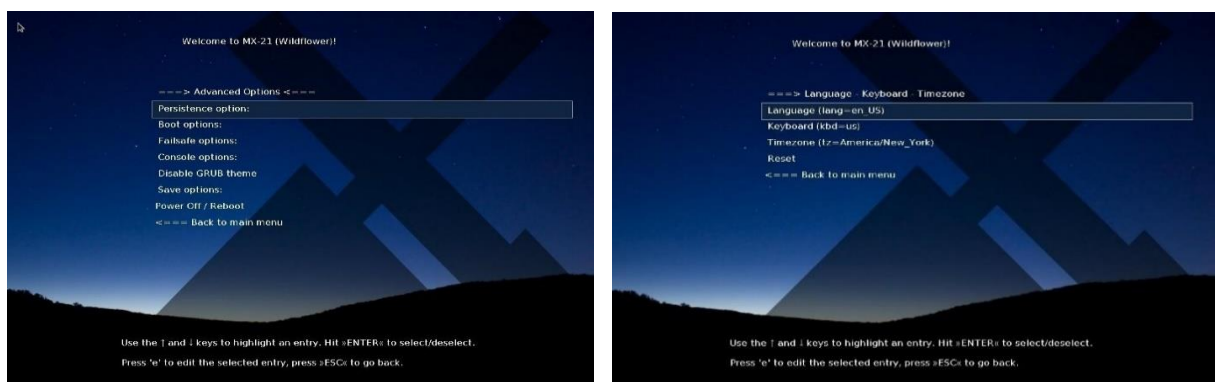 Welcome to MX-21 (Wildflower)!
===> Advanced Options <===
Persistence option:
Boot options:
Failsafe options:
Console options:
Disable GRUB theme
Save options:
Power Off / Reboot
<=== Back to main menu
Use the ↑ and ↓ keys to highlight an entry. Hit »ENTER« to select/deselect.
Press 'e' to edit the selected entry, press »ESC« to go back.
Welcome to MX-21 (Wildflower)!
===> Language - Keyboard - Timezone
Language (lang=en_US)
Keyboard (kbd=us)
Timezone (tz=America/New_York)
Reset
<=== Back to main menu
Use the ↑ and ↓ keys to highlight an entry. Hit »ENTER« to select/deselect.
Press 'e' to edit the selected entry, press »ESC« to go back.